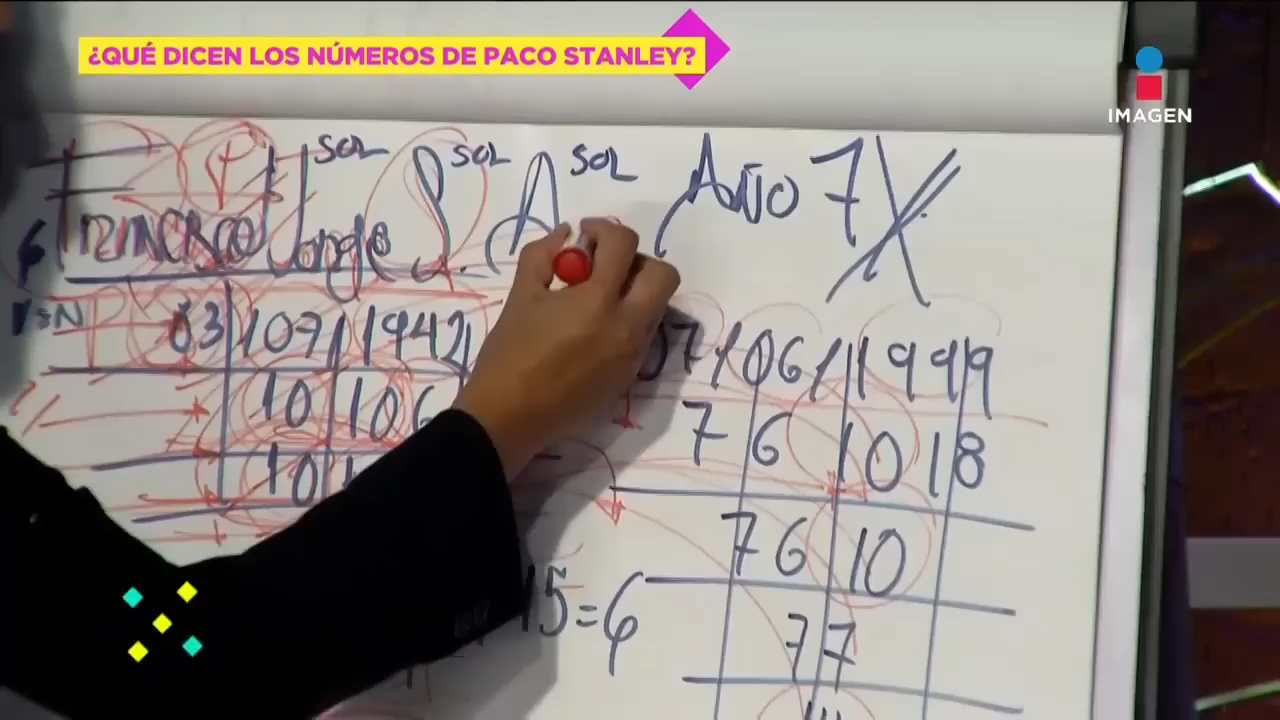 ¿QUÉ DICEN LOS NÚMEROS DE PACO STANLEY?
IMAGEN
SOL SOL SOL
Francisco Jorge S. A AÑO 7
03 07 1942
07/06/1999
10 106
7 6 10 18
10
7 6 10
15=6
7 7